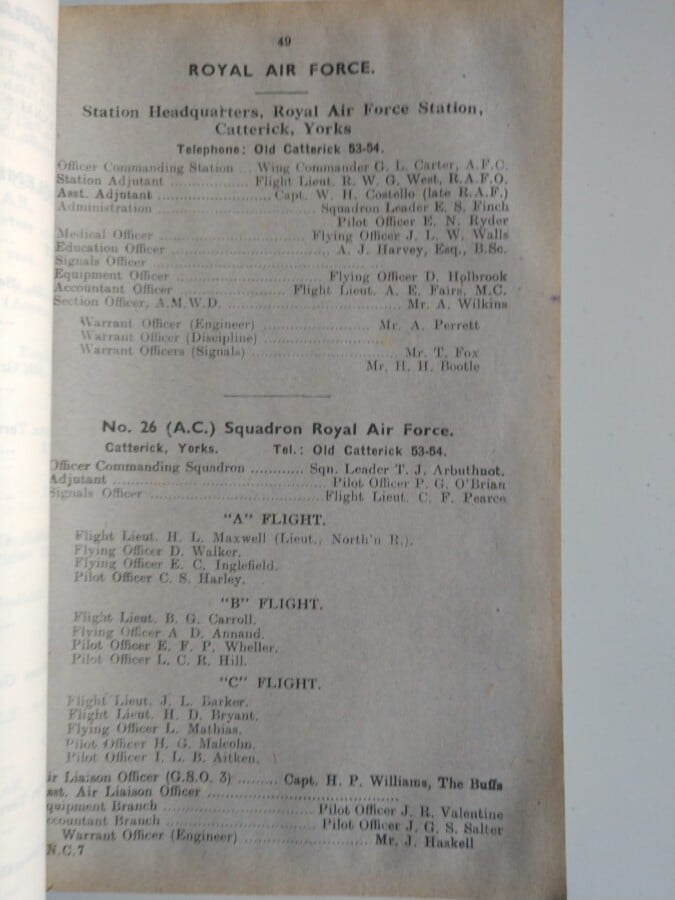 49
ROYAL AIR FORCE.
Station Headquarters, Royal Air Force Station,
Catterick, Yorks
Telephone: Old Catterick 53-54.
Officer Commanding Station ... Wing Commander G. L. Carter, A.F.C.
Station Adjutant .................. Flight Lieut. R. W. G. West, R.A.F.O.
Asst. Adjutant ........................ Capt. W. H. Costello (late R.A.F.)
Administration ........................ Squadron Leader E. S. Finch
Pilot Officer E. N. Ryder
Medical Officer ........................ Flying Officer J. L. W. Walls
Education Officer ........................ A. J. Harvey, Esq., B.Sc.
Signals Officer ........................
Equipment Officer ........................ Flying Officer D. Holbrook
Accountant Officer .................. Flight Lieut. A. E. Fairs, M.C.
Section Officer, A.M.W.D. ........................ Mr. A. Wilkins
Warrant Officer (Engineer) .................. Mr. A. Perrett
Warrant Officer (Discipline) ..................
Warrant Officers (Signals) ........................ Mr. T. Fox
Mr. H. H. Bootle
No. 26 (A.C.) Squadron Royal Air Force.
Catterick, Yorks. Tel.: Old Catterick 53-54.
Officer Commanding Squadron ............ Sqn. Leader T. J. Arbuthnot.
Adjutant .................................... Pilot Officer P. G. O'Brian
Signals Officer .............................. Flight Lieut. C. F. Pearce
"A" FLIGHT.
Flight Lieut. H. L. Maxwell (Lieut., North'n R.).
Flying Officer D. Walker.
Flying Officer E. C. Inglefield.
Pilot Officer C. S. Harley.
"B" FLIGHT.
Flight Lieut. B. G. Carroll.
Flying Officer A. D. Annand.
Pilot Officer E. F. P. Wheller.
Pilot Officer L. C. R. Hill.
"C" FLIGHT.
Flight Lieut. J. L. Barker.
Flight Lieut. H. D. Bryant.
Flying Officer L. Mathias.
Pilot Officer H. G. Malcolm.
Pilot Officer I. L. B. Aitken.
ir Liaison Officer (G.S.O. 3) ......... Capt. H. P. Williams, The Buffs
sst. Air Liaison Officer ....................................
quipment Branch .............................. Pilot Officer J. R. Valentine
ccountant Branch .............................. Pilot Officer J. G. S. Salter
Warrant Officer (Engineer) ........................ Mr. J. Haskell
N.C.7